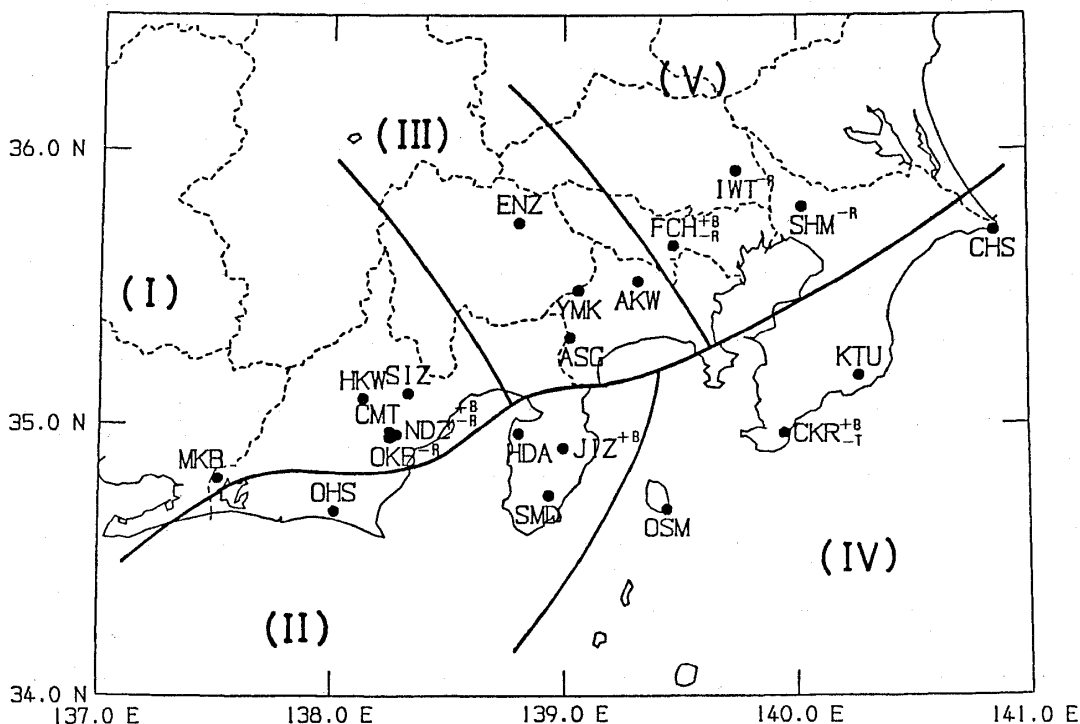 (V)
(III)
36.0 N
IWT-R
ENZ
FCH+B-R
SHM-R
CHS
(I)
YMK
AKW
ASG
KTU
HKW
SIZ
35.0 N
CMT
NDZ+B-R
CKR+B-T
OKB-R
HDA
JIZ+B
MKB
OHS
SMD
OSM
(IV)
(II)
34.0 N
137.0 E
138.0 E
139.0 E
140.0 E
141.0 E